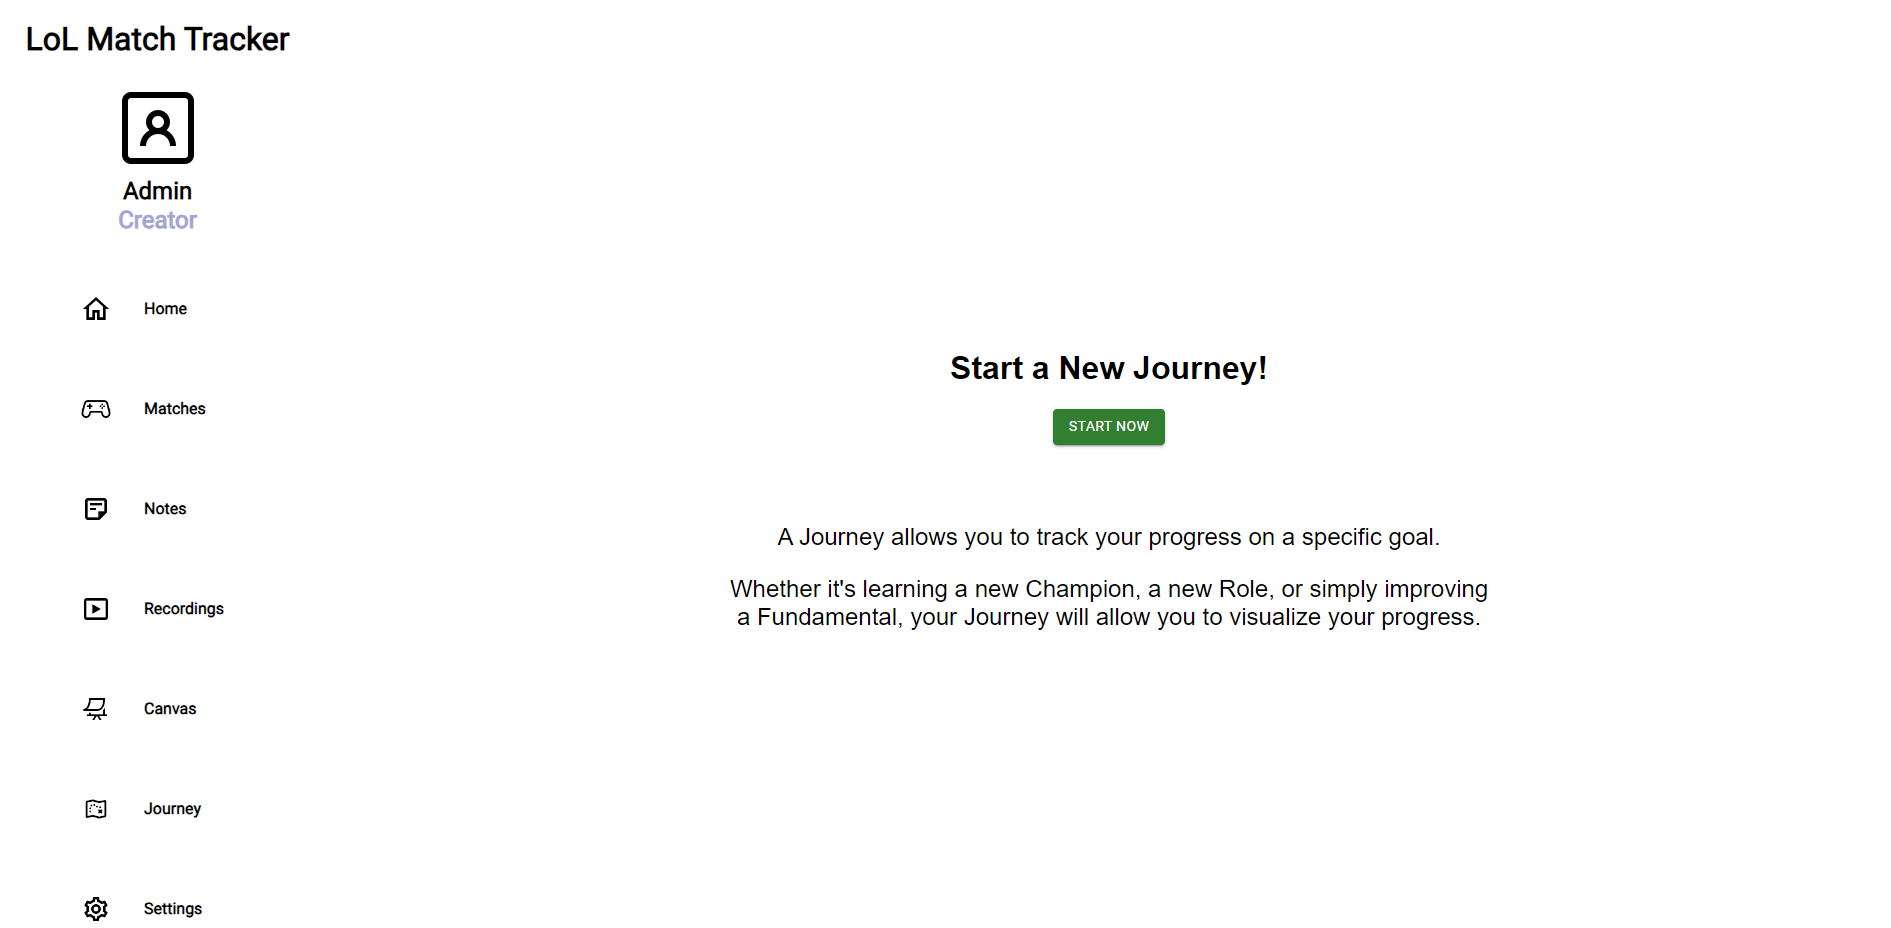 LoL Match Tracker
Admin
Creator
Home
Matches
Notes
Recordings
Canvas
Journey
Settings
Start a New Journey!
START NOW
A Journey allows you to track your progress on a specific goal.
Whether it's learning a new Champion, a new Role, or simply improving
a Fundamental, your Journey will allow you to visualize your progress.